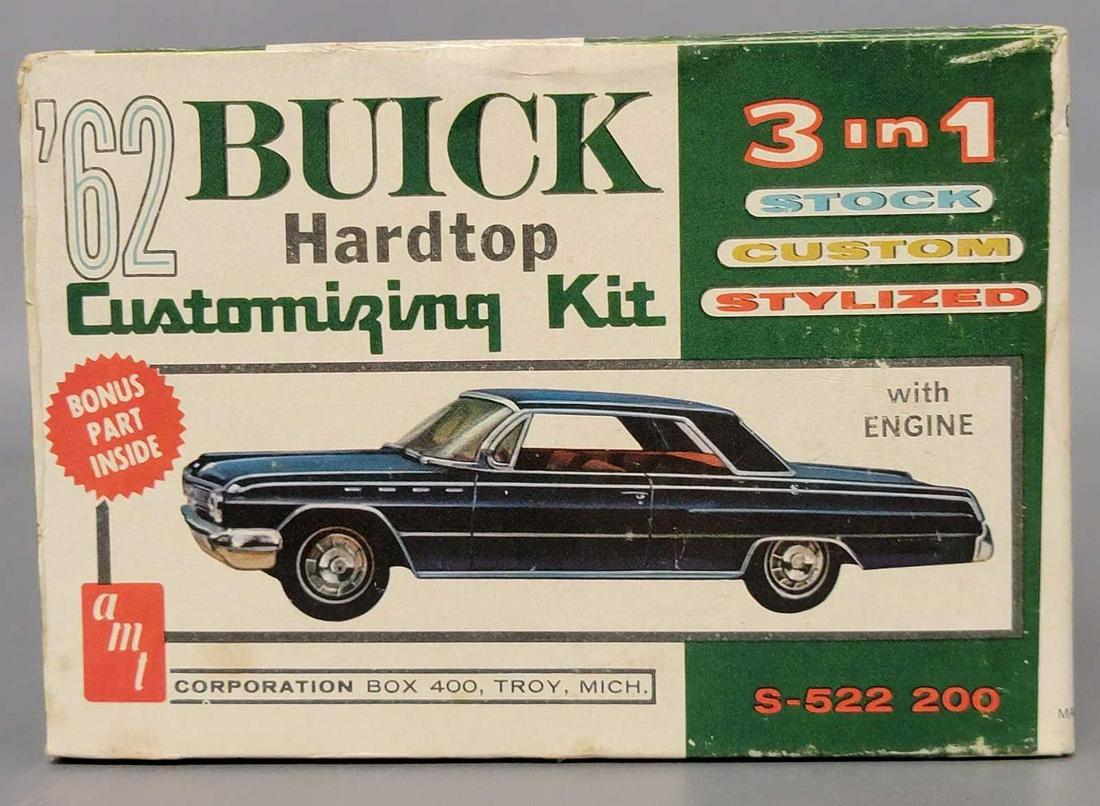 '62 BUICK
Hardtop
Customizing Kit
3 in 1
STOCK
CUSTOM
STYLIZED
BONUS
PART
INSIDE
with
ENGINE
amt
CORPORATION BOX 400, TROY, MICH.
S-522 200